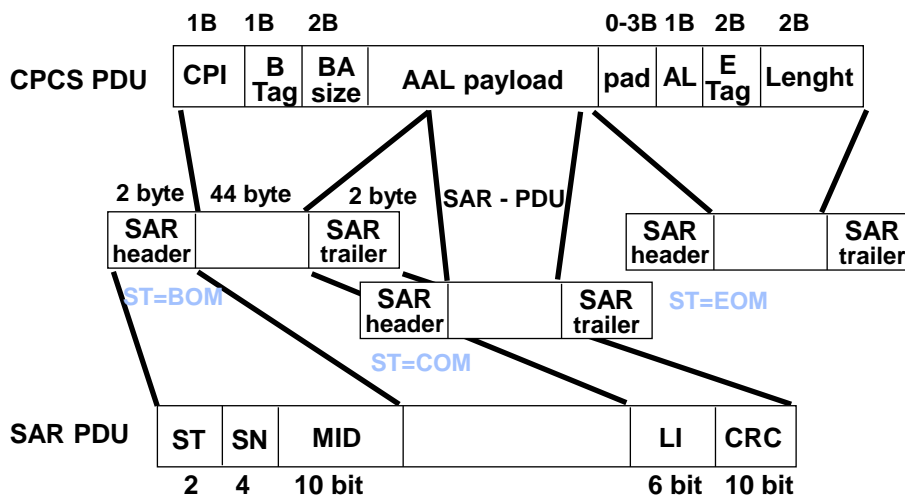 1B 1B 2B 0-3B 1B 2B 2B
CPCS PDU CPI B Tag BA size AAL payload pad AL E Tag Lenght
2 byte 44 byte 2 byte SAR - PDU
SAR header SAR trailer SAR header SAR trailer
ST=BOM SAR header SAR trailer ST=EOM
ST=COM
SAR PDU ST SN MID LI CRC
2 4 10 bit 6 bit 10 bit